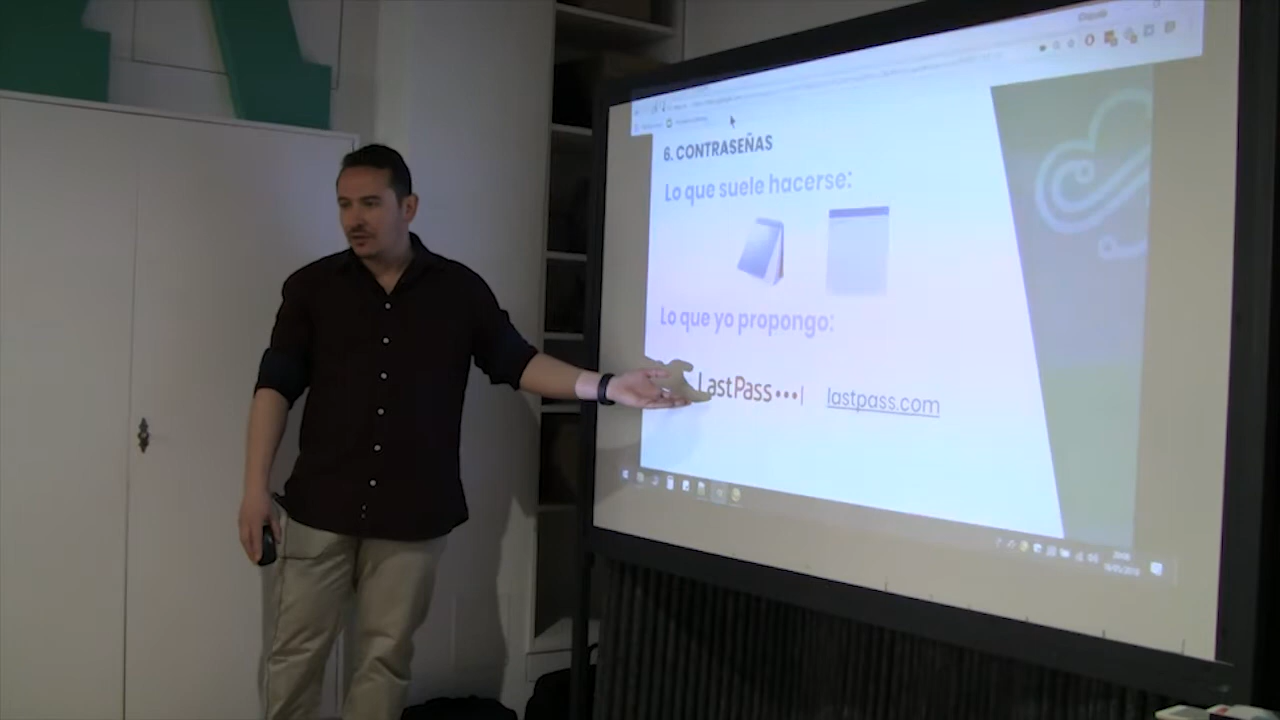 6. CONTRASEÑAS
Lo que suele hacerse:
Lo que yo propongo:
LastPass •••|
lastpass.com